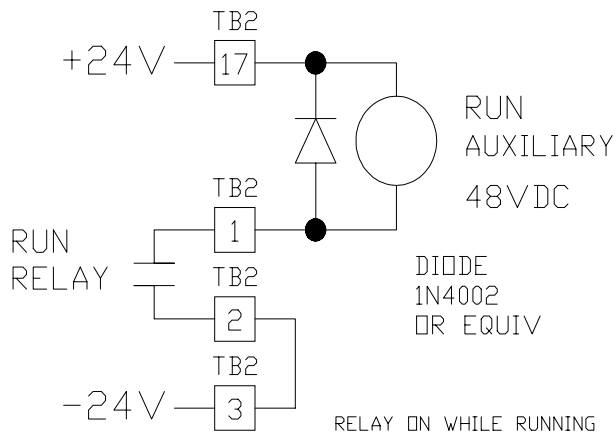 TB2
+24V
17
RUN
AUXILIARY
48VDC
TB2
1
RUN
RELAY
DIODE
1N4002
OR EQUIV
TB2
2
TB2
-24V
3
RELAY ON WHILE RUNNING